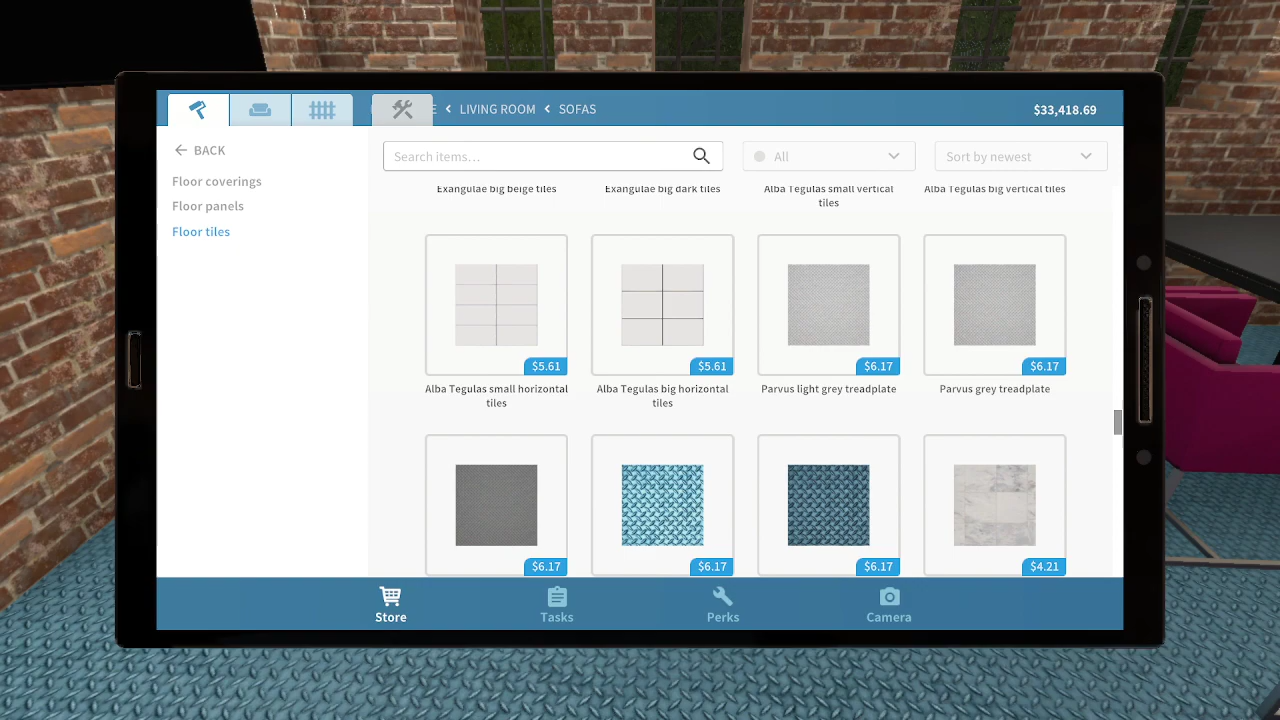 E < LIVING ROOM < SOFAS
$33,418.69
BACK
Search items...
All
Sort by newest
Floor coverings
Floor panels
Floor tiles
Exangulae big beige tiles
Exangulae big dark tiles
Alba Tegulas small vertical
tiles
Alba Tegulas big vertical tiles
$5.61
$5.61
$6.17
$6.17
Alba Tegulas small horizontal
tiles
Alba Tegulas big horizontal
tiles
Parvus light grey treadplate
Parvus grey treadplate
$6.17
$6.17
$6.17
$4.21
Store
Tasks
Perks
Camera